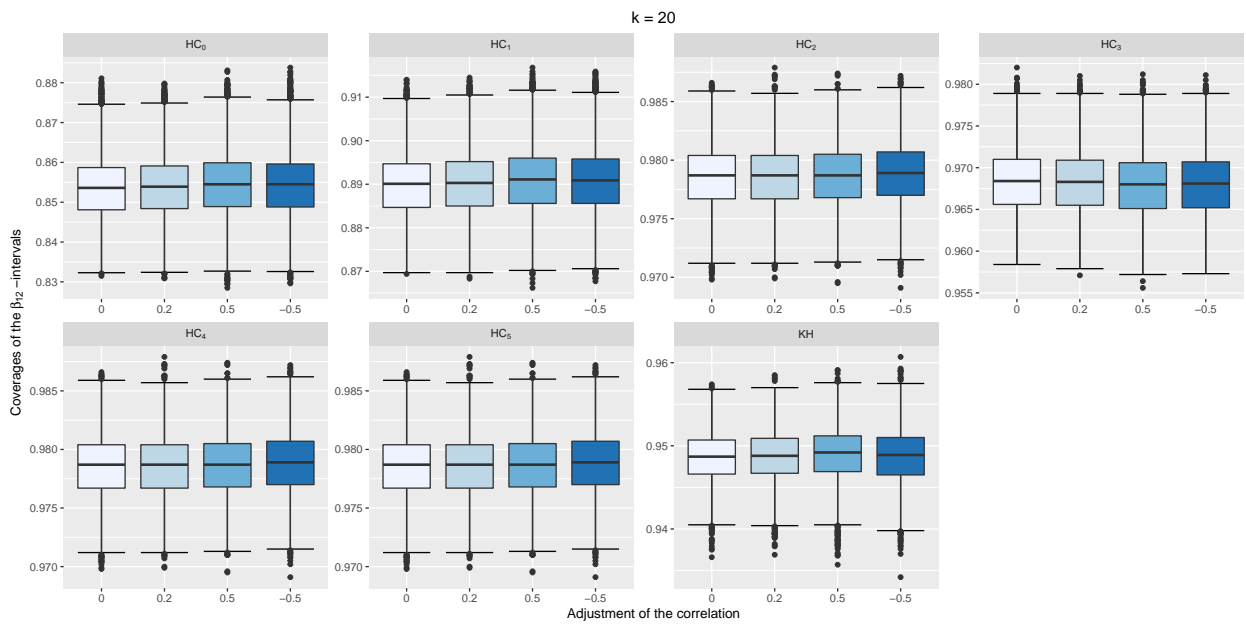 k = 20
HC₀
HC₁
HC₂
HC₃
0.88
0.87
0.86
0.85
0.84
0.83
0.91
0.90
0.89
0.88
0.87
0.985
0.980
0.975
0.970
0.980
0.975
0.970
0.965
0.960
0.955
0 0.2 0.5 −0.5
0 0.2 0.5 −0.5
0 0.2 0.5 −0.5
0 0.2 0.5 −0.5
Coverages of the β₁₂ −intervals
HC₄
HC₅
KH
0.985
0.980
0.975
0.970
0.985
0.980
0.975
0.970
0.96
0.95
0.94
0 0.2 0.5 −0.5
0 0.2 0.5 −0.5
0 0.2 0.5 −0.5
Adjustment of the correlation